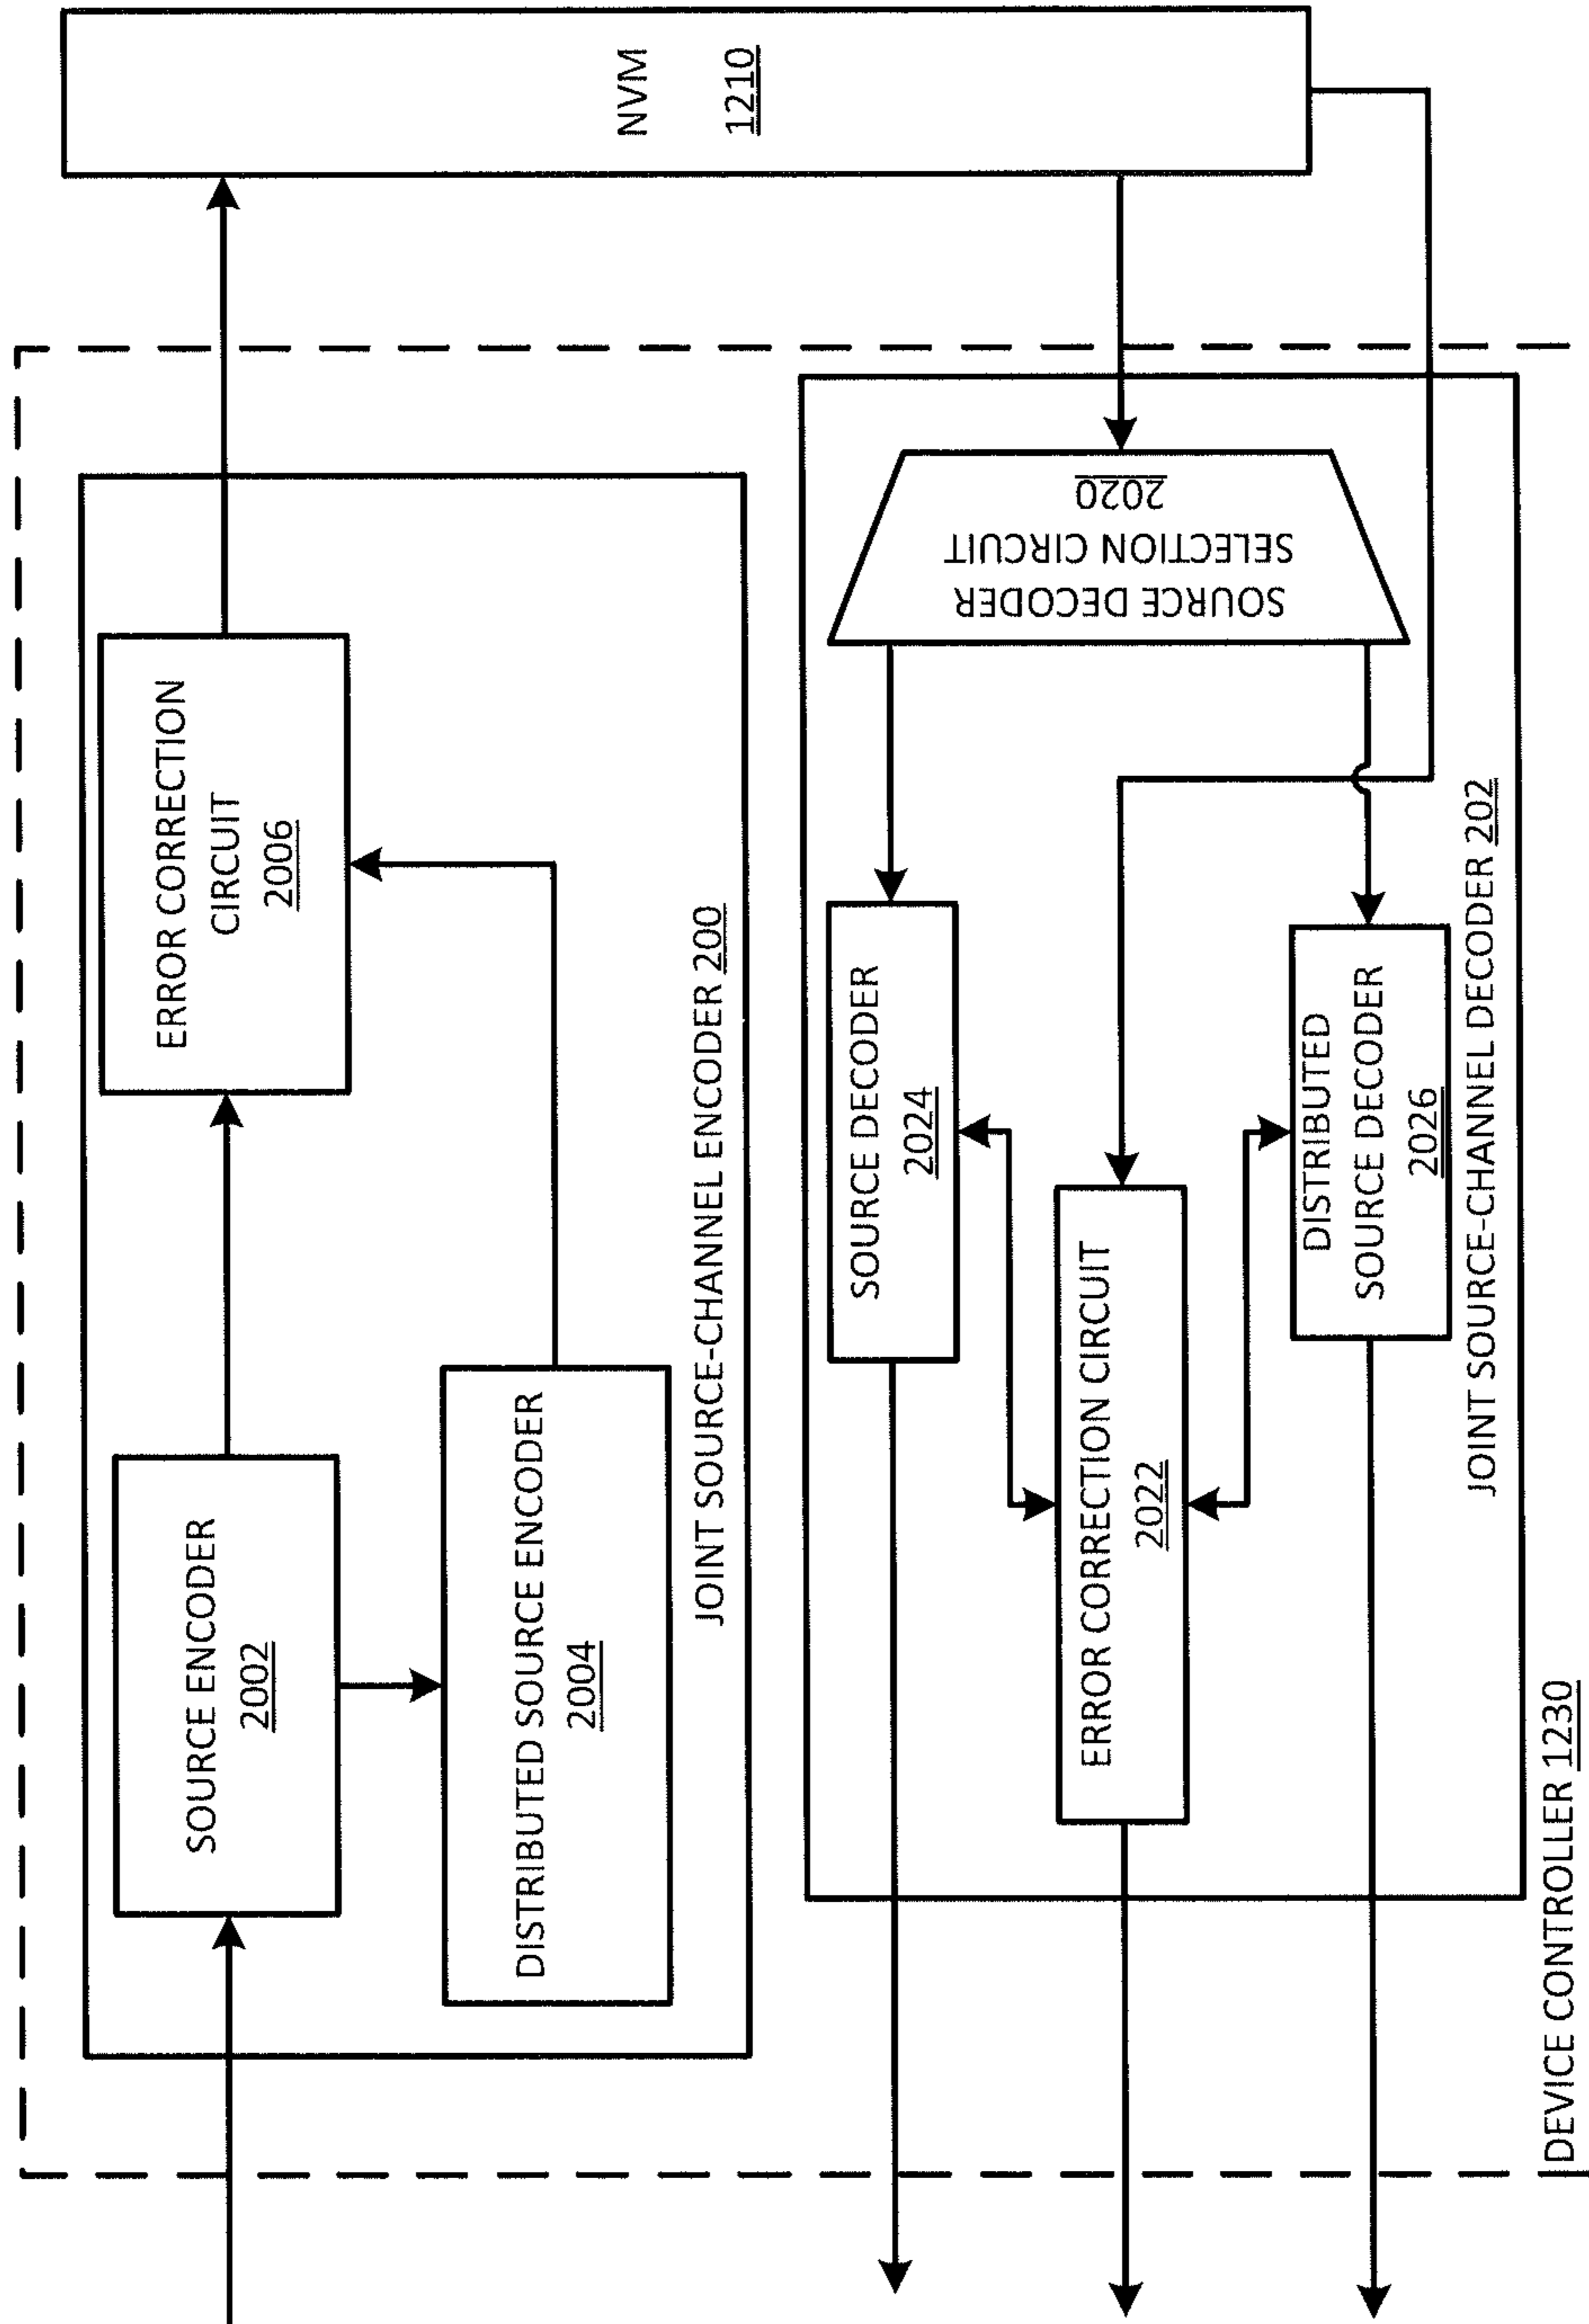 NVM
1210
ERROR CORRECTION
CIRCUIT
2006
SOURCE ENCODER
2002
DISTRIBUTED SOURCE ENCODER
2004
JOINT SOURCE-CHANNEL ENCODER 200
SOURCE DECODER
SELECTION CIRCUIT
2020
SOURCE DECODER
2024
ERROR CORRECTION CIRCUIT
2022
DISTRIBUTED
SOURCE DECODER
2026
JOINT SOURCE-CHANNEL DECODER 202
DEVICE CONTROLLER 1230